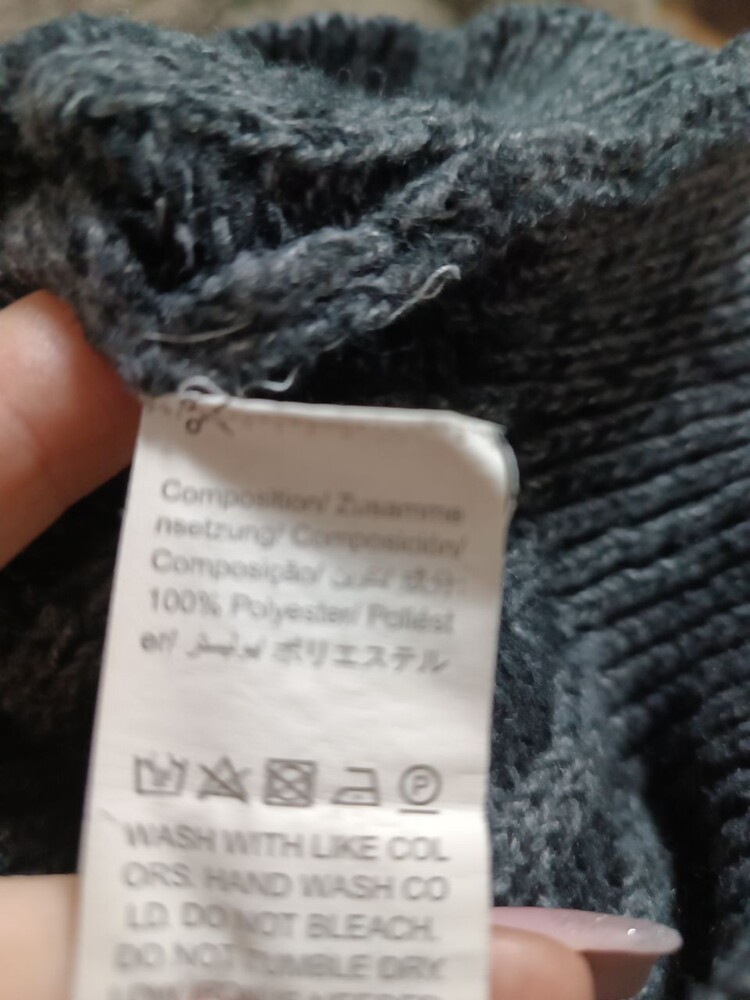 Composition/ Zusamme
nsetzung/ Composición/
Composição/ 成分:
100% Polyester/ Poliést
er/ بوليستر ポリエステル
P
WASH WITH LIKE COL
ORS. HAND WASH CO
LD. DO NOT BLEACH.
DO NOT TUMBLE DRY.